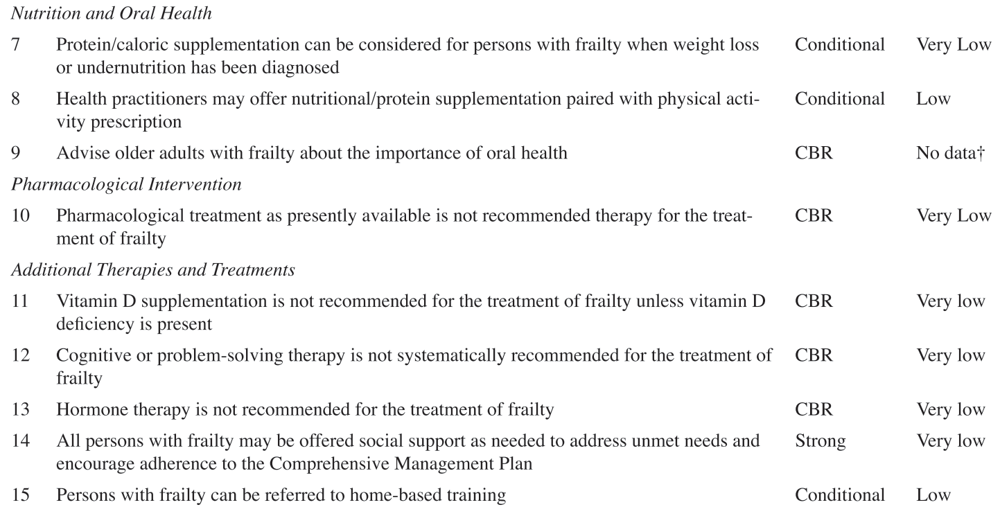 Nutrition and Oral Health
7 Protein/caloric supplementation can be considered for persons with frailty when weight loss Conditional Very Low
or undernutrition has been diagnosed
8 Health practitioners may offer nutritional/protein supplementation paired with physical acti- Conditional Low
vity prescription
9 Advise older adults with frailty about the importance of oral health CBR No data†
Pharmacological Intervention
10 Pharmacological treatment as presently available is not recommended therapy for the treat- CBR Very Low
ment of frailty
Additional Therapies and Treatments
11 Vitamin D supplementation is not recommended for the treatment of frailty unless vitamin D CBR Very low
deficiency is present
12 Cognitive or problem-solving therapy is not systematically recommended for the treatment of CBR Very low
frailty
13 Hormone therapy is not recommended for the treatment of frailty CBR Very low
14 All persons with frailty may be offered social support as needed to address unmet needs and Strong Very low
encourage adherence to the Comprehensive Management Plan
15 Persons with frailty can be referred to home-based training Conditional Low